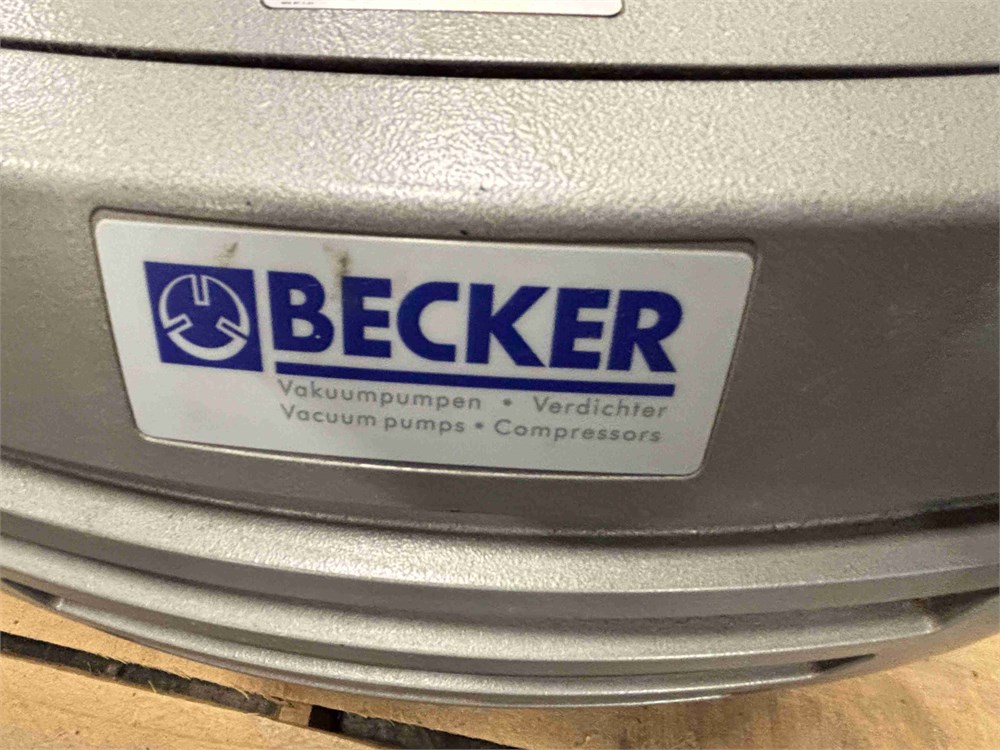 BECKER
Vakuumpumpen • Verdichter
Vacuum pumps • Compressors